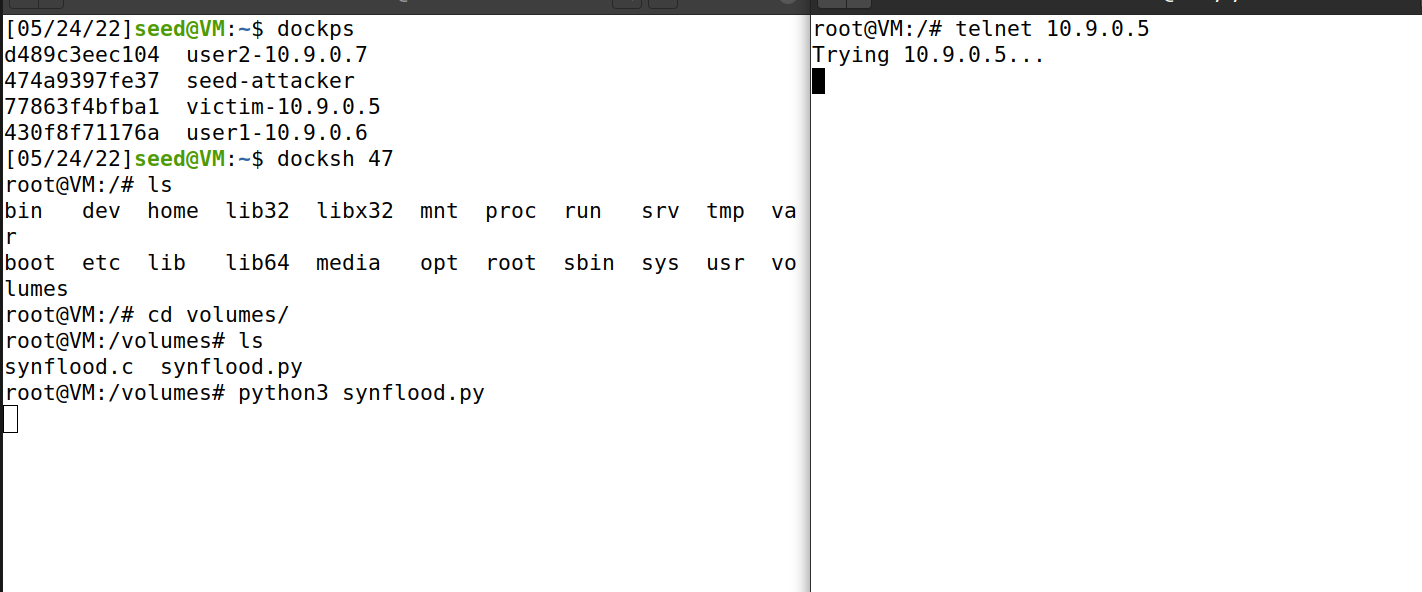 [05/24/22]seed@VM:~$ dockps
d489c3eec104  user2-10.9.0.7
474a9397fe37  seed-attacker
77863f4bfba1  victim-10.9.0.5
430f8f71176a  user1-10.9.0.6
[05/24/22]seed@VM:~$ docksh 47
root@VM:/# ls
bin   dev  home  lib32  libx32  mnt  proc  run   srv  tmp  va
r
boot  etc  lib   lib64  media   opt  root  sbin  sys  usr  vo
lumes
root@VM:/# cd volumes/
root@VM:/volumes# ls
synflood.c  synflood.py
root@VM:/volumes# python3 synflood.py
root@VM:/# telnet 10.9.0.5
Trying 10.9.0.5...